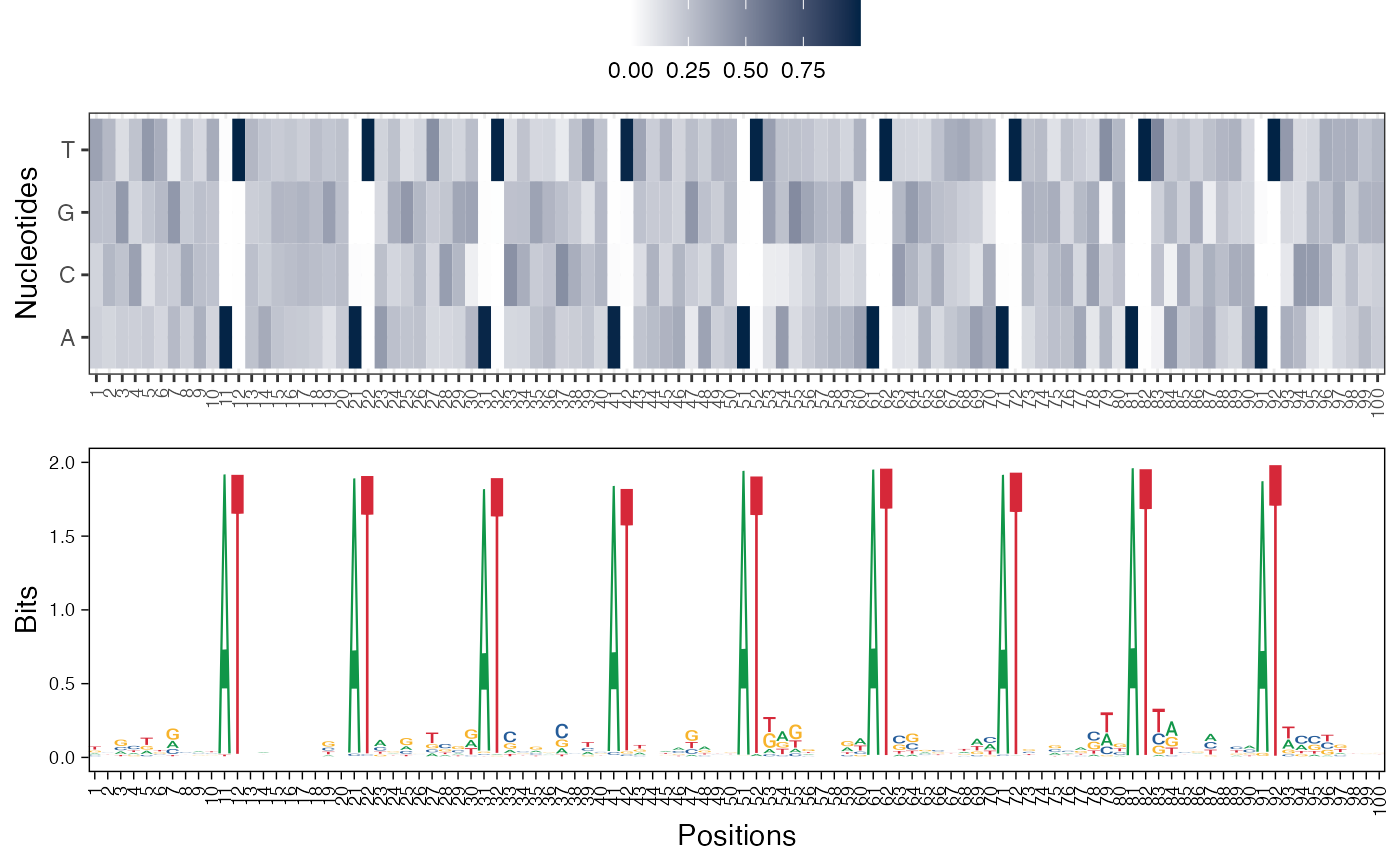 0.00 0.25 0.50 0.75
Nucleotides
T
G
C
A
1 2 3 4 5 6 7 8 9 10 11 12 13 14 15 16 17 18 19 20 21 22 23 24 25 26 27 28 29 30 31 32 33 34 35 36 37 38 39 40 41 42 43 44 45 46 47 48 49 50 51 52 53 54 55 56 57 58 59 60 61 62 63 64 65 66 67 68 69 70 71 72 73 74 75 76 77 78 79 80 81 82 83 84 85 86 87 88 89 90 91 92 93 94 95 96 97 98 99 100
Bits
2.0
1.5
1.0
0.5
0.0
1 2 3 4 5 6 7 8 9 10 11 12 13 14 15 16 17 18 19 20 21 22 23 24 25 26 27 28 29 30 31 32 33 34 35 36 37 38 39 40 41 42 43 44 45 46 47 48 49 50 51 52 53 54 55 56 57 58 59 60 61 62 63 64 65 66 67 68 69 70 71 72 73 74 75 76 77 78 79 80 81 82 83 84 85 86 87 88 89 90 91 92 93 94 95 96 97 98 99 100
Positions